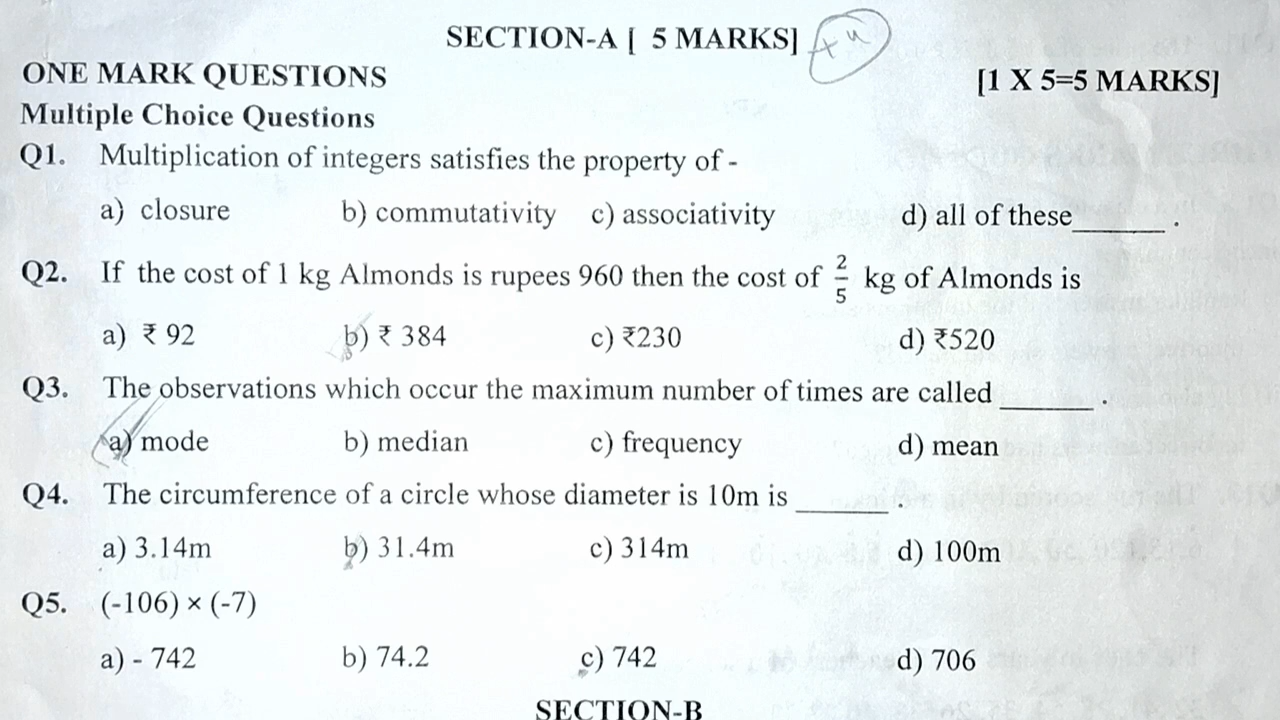 SECTION-A [ 5 MARKS]
ONE MARK QUESTIONS [1 X 5=5 MARKS]
Multiple Choice Questions
Q1. Multiplication of integers satisfies the property of -
a) closure b) commutativity c) associativity d) all of these______ .
Q2. If the cost of 1 kg Almonds is rupees 960 then the cost of 2/5 kg of Almonds is
a) ₹ 92 b) ₹ 384 c) ₹230 d) ₹520
Q3. The observations which occur the maximum number of times are called ______ .
a) mode b) median c) frequency d) mean
Q4. The circumference of a circle whose diameter is 10m is ______ .
a) 3.14m b) 31.4m c) 314m d) 100m
Q5. (-106) × (-7)
a) - 742 b) 74.2 c) 742 d) 706
SECTION-B